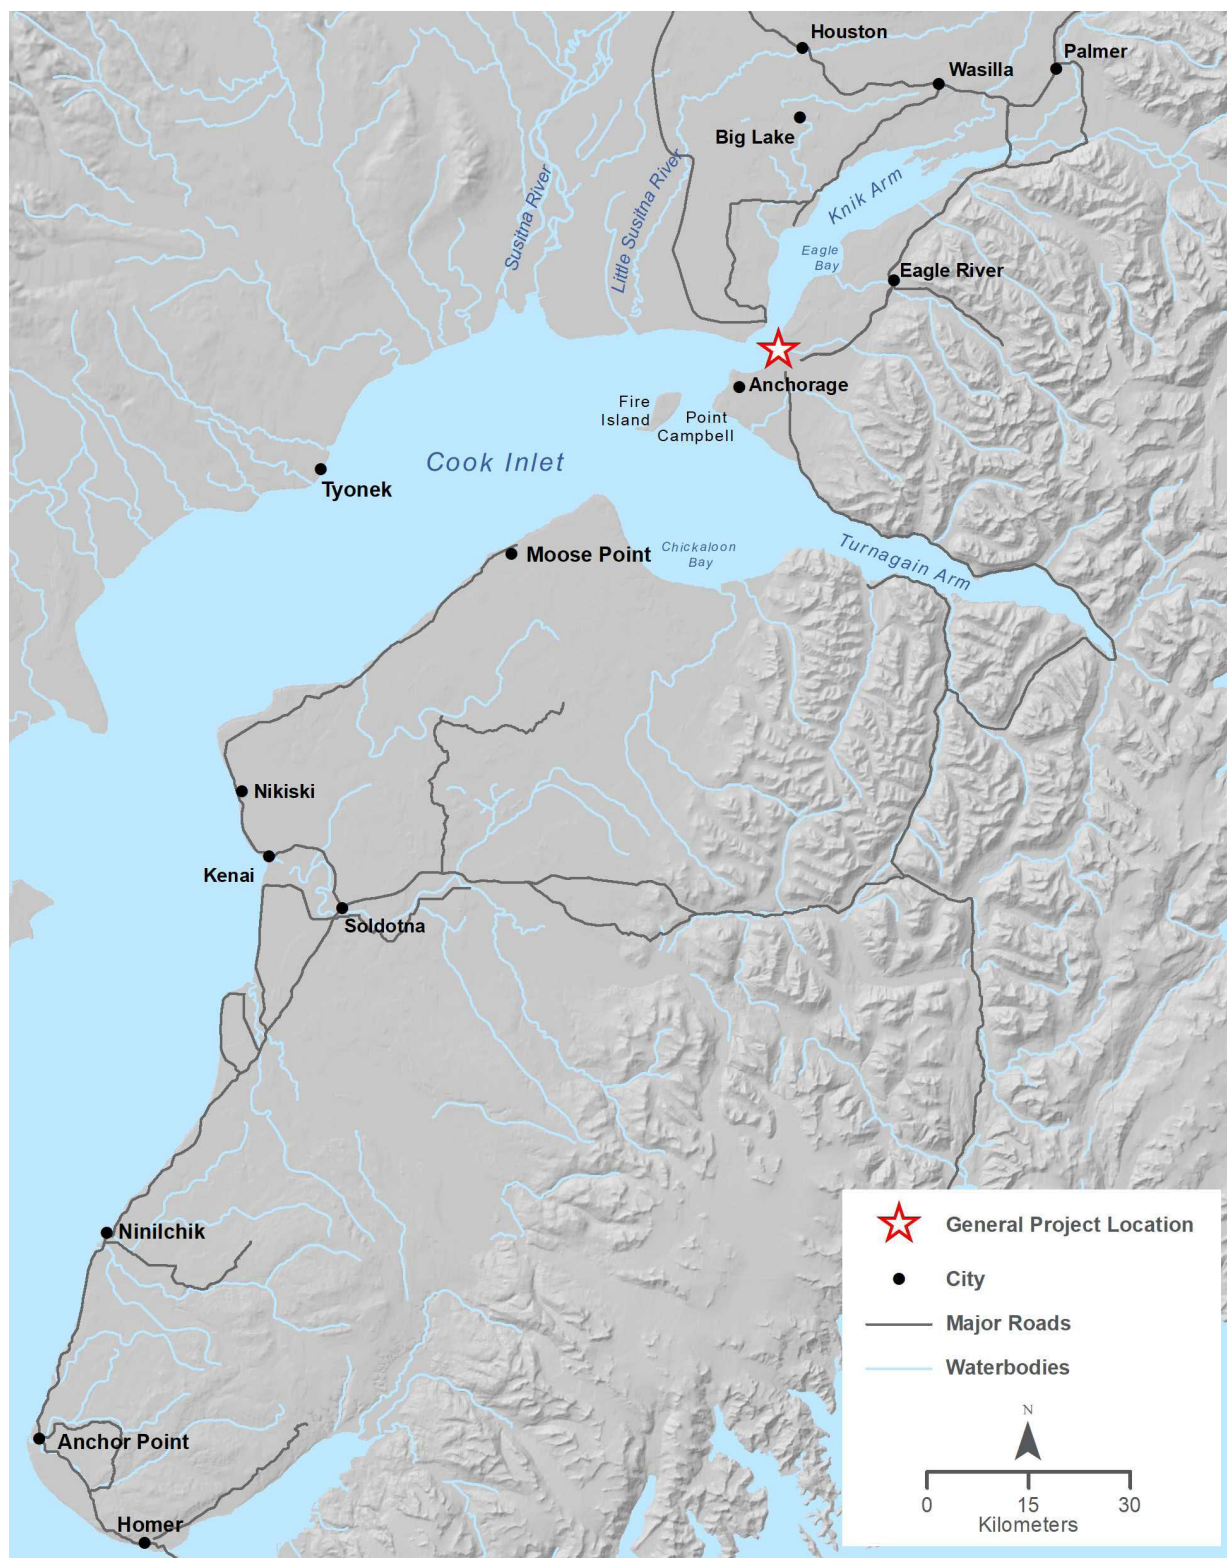 Houston
Palmer
Wasilla
Big Lake
Susitna River
Little Susitna River
Knik Arm
Eagle
Bay
Eagle River
Anchorage
Fire
Island
Point
Campbell
Cook Inlet
Tyonek
Moose Point
Chickaloon
Bay
Turnagain Arm
Nikiski
Kenai
Soldotna
Ninilchik
Anchor Point
Homer
General Project Location
City
Major Roads
Waterbodies
N
0 15 30
Kilometers